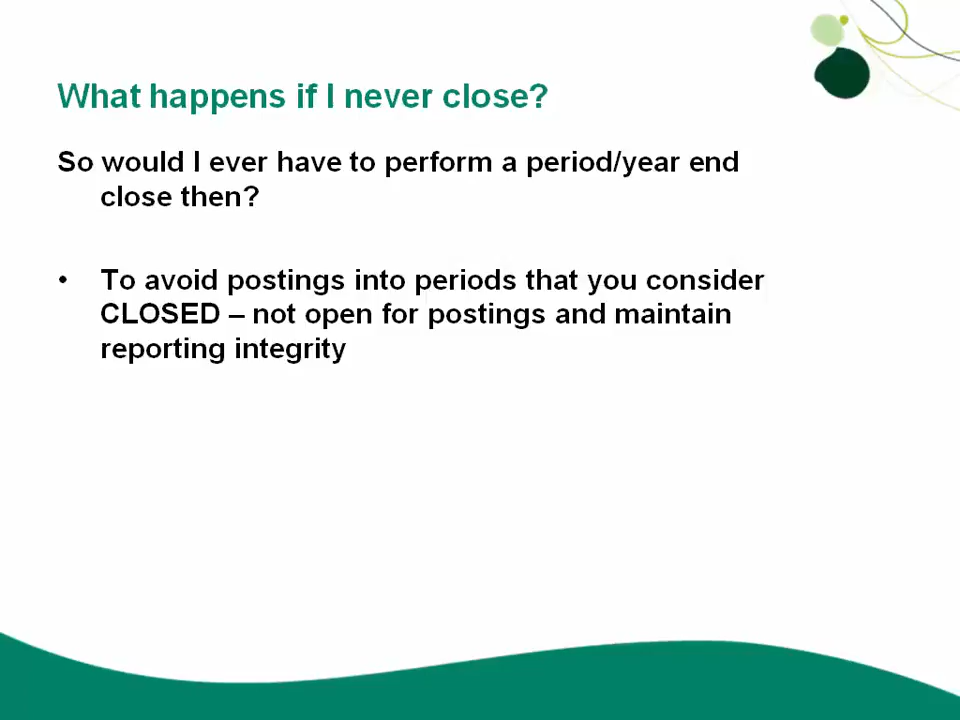 What happens if I never close?
So would I ever have to perform a period/year end
close then?
• To avoid postings into periods that you consider
CLOSED – not open for postings and maintain
reporting integrity